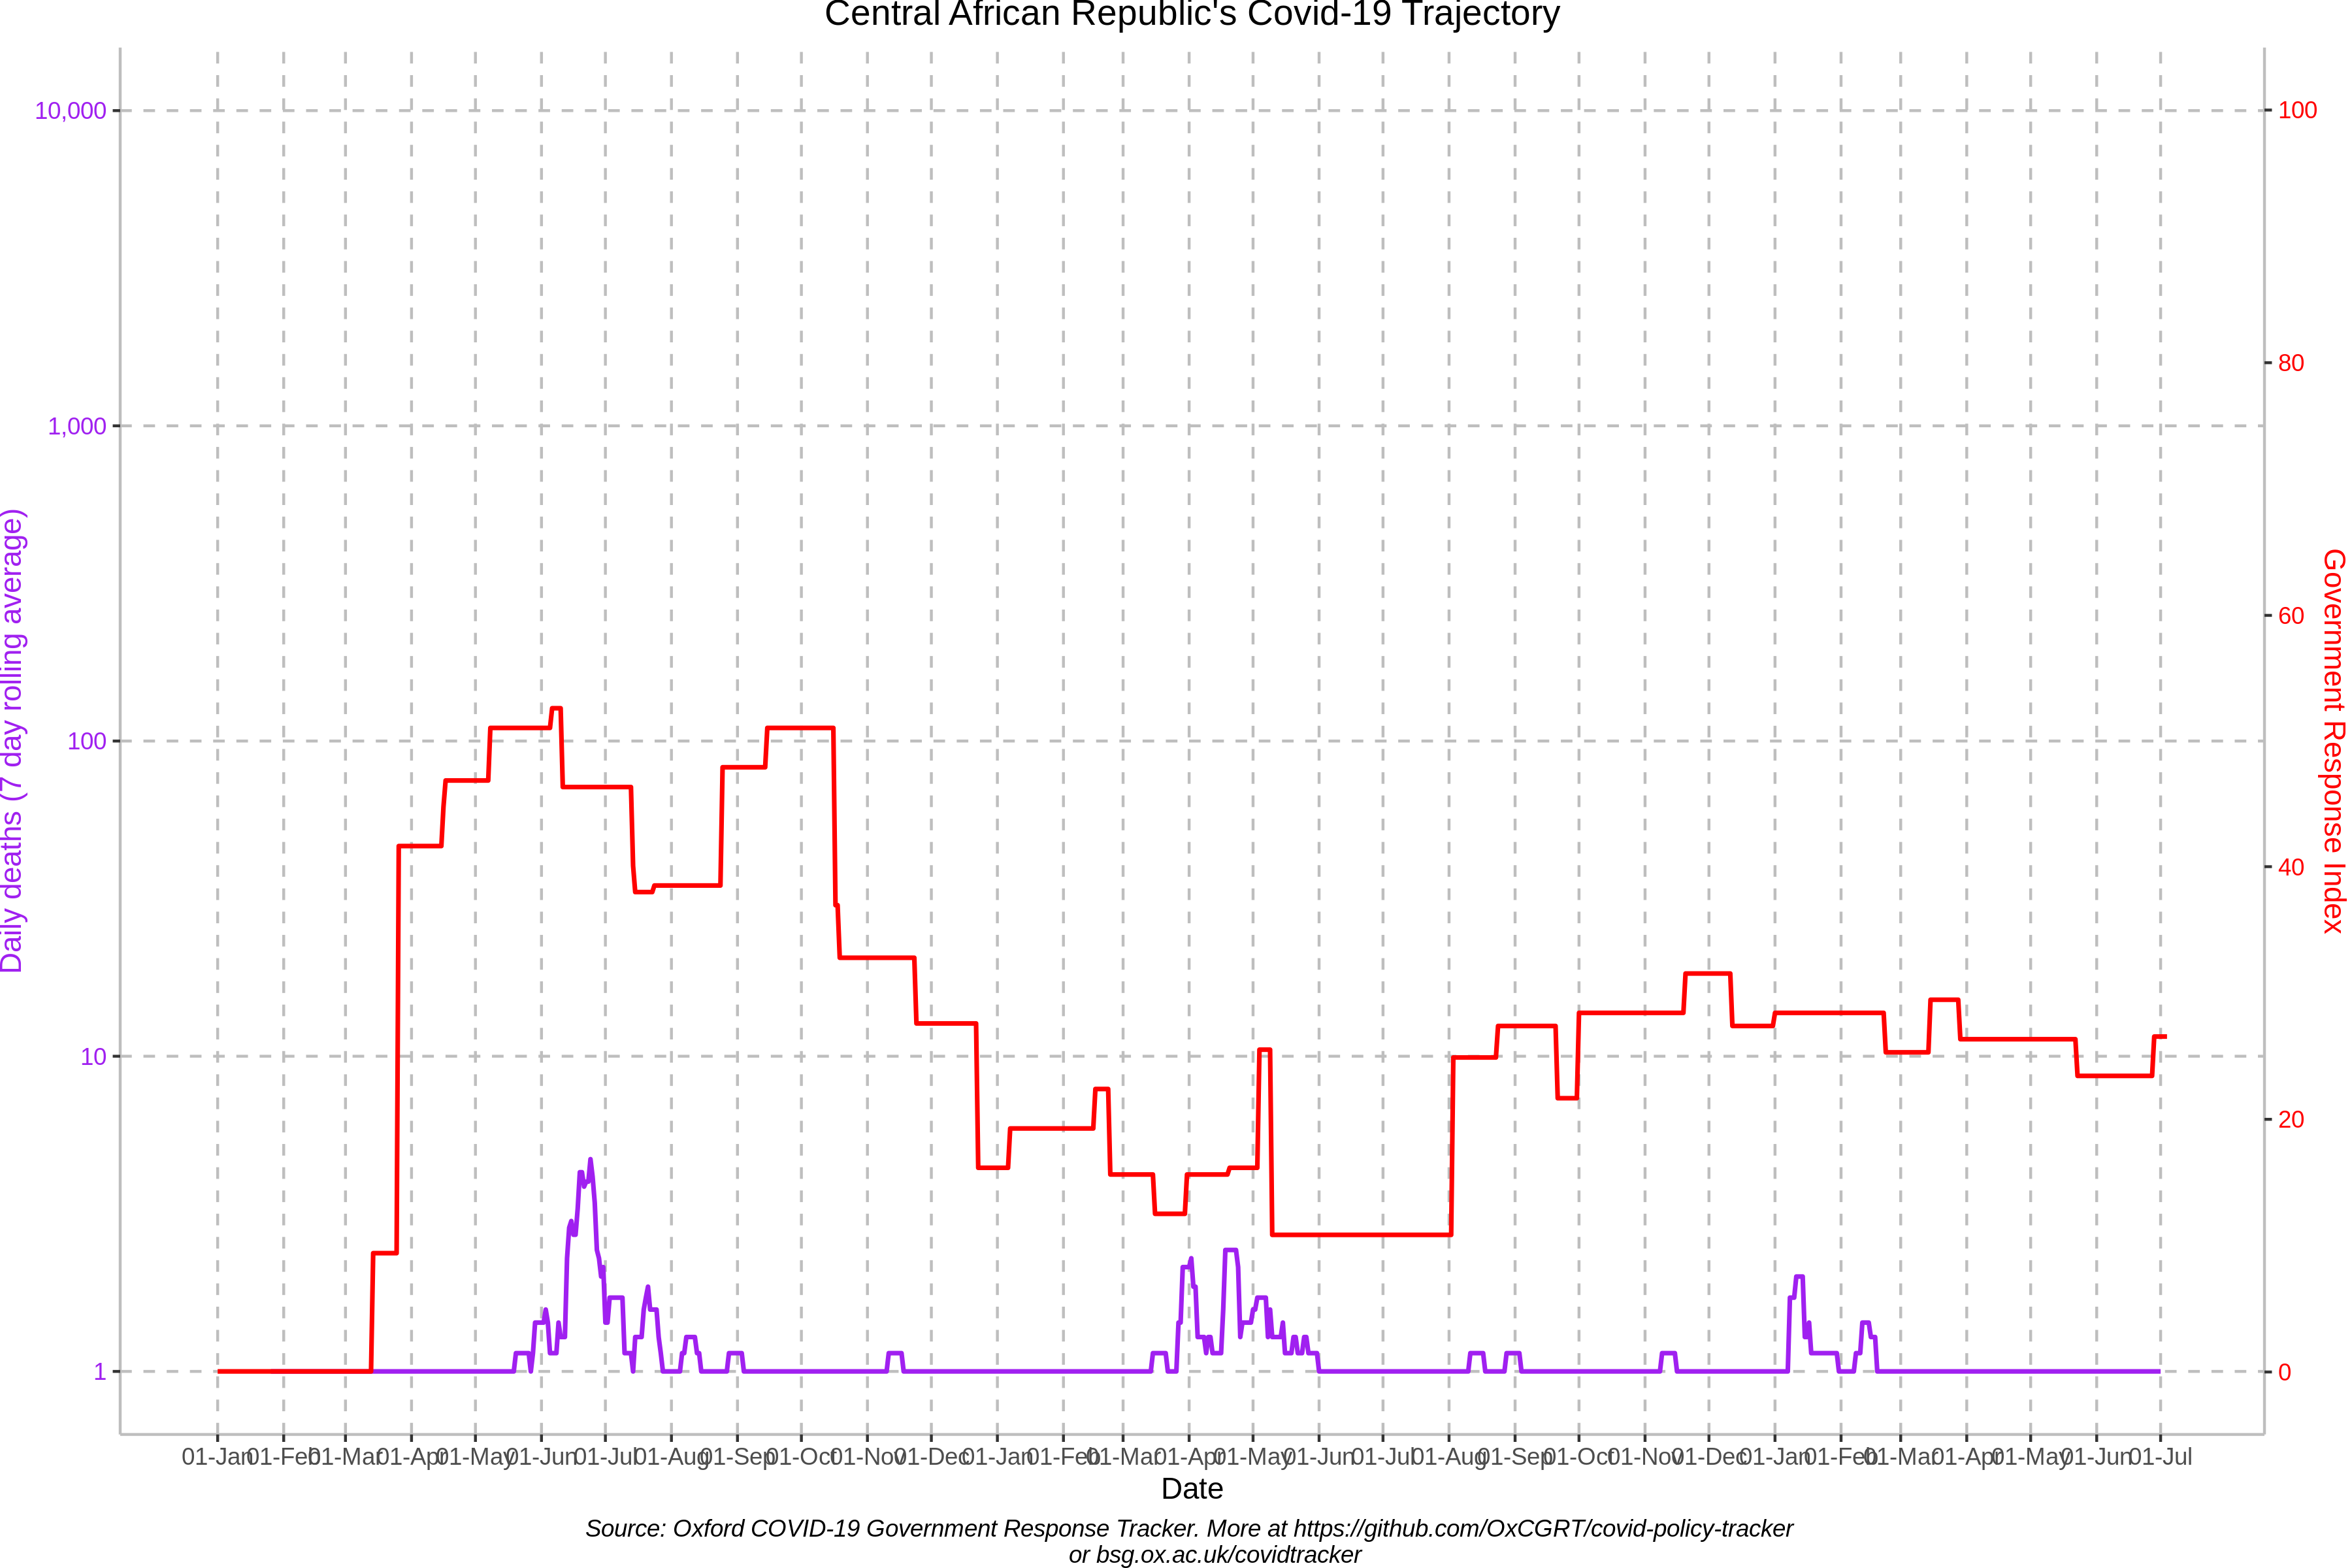 Central African Republic's Covid-19 Trajectory
10,000
1,000
100
10
1
Daily deaths (7 day rolling average)
100
80
60
40
20
0
Government Response Index
01-Jan 01-Feb 01-Mar 01-Apr 01-May 01-Jun 01-Jul 01-Aug 01-Sep 01-Oct 01-Nov 01-Dec 01-Jan 01-Feb 01-Mar 01-Apr 01-May 01-Jun 01-Jul 01-Aug 01-Sep 01-Oct 01-Nov 01-Dec 01-Jan 01-Feb 01-Mar 01-Apr 01-May 01-Jun 01-Jul
Date
Source: Oxford COVID-19 Government Response Tracker. More at https://github.com/OxCGRT/covid-policy-tracker
or bsg.ox.ac.uk/covidtracker